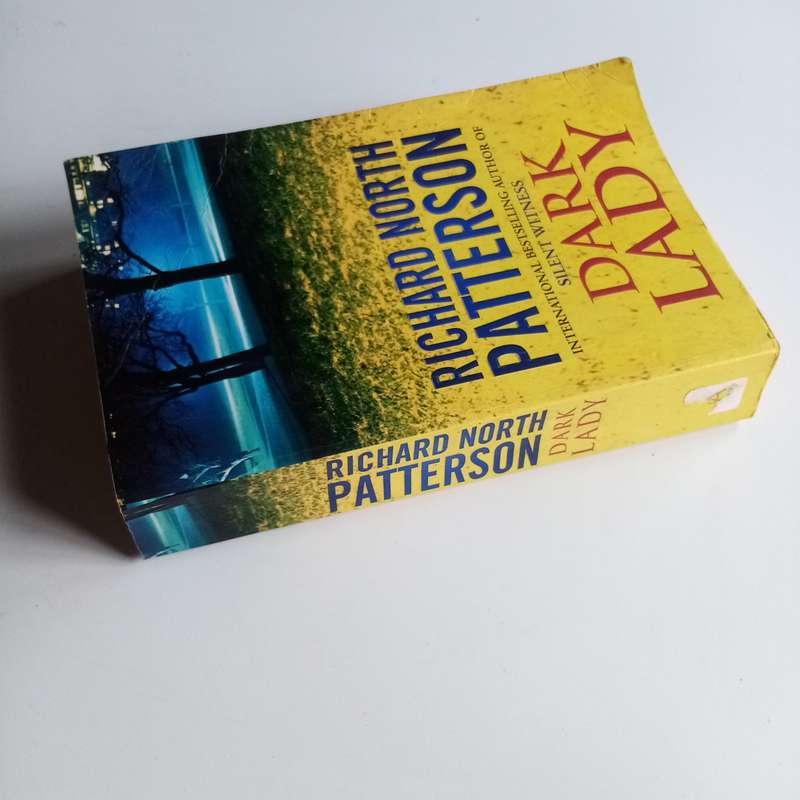 RICHARD NORTH
PATTERSON
INTERNATIONAL BESTSELLING AUTHOR OF
SILENT WITNESS
DARK
LADY
RICHARD NORTH
PATTERSON
DARK
LADY